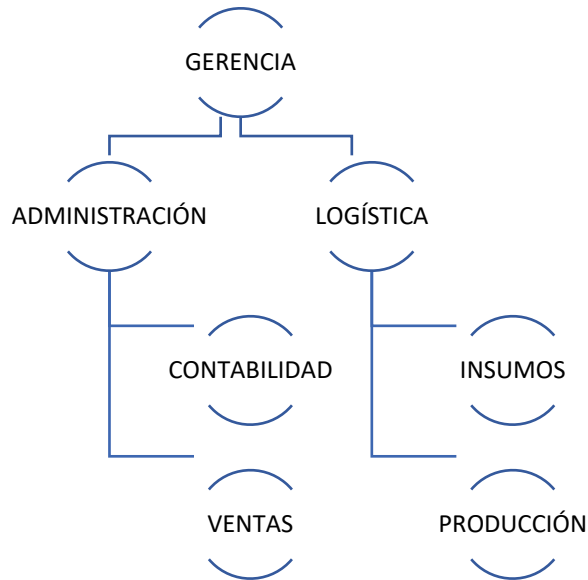 GERENCIA
ADMINISTRACIÓN
LOGÍSTICA
CONTABILIDAD
INSUMOS
VENTAS
PRODUCCIÓN